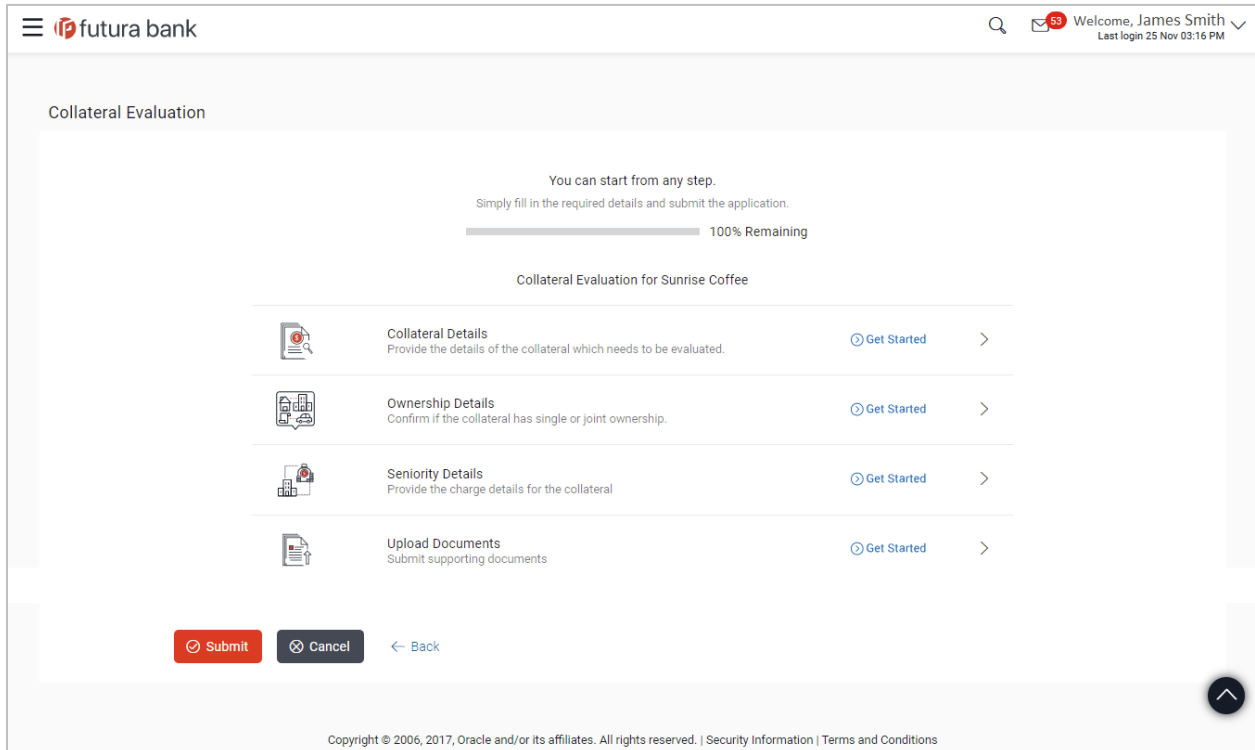 futura bank
53
Welcome, James Smith
Last login 25 Nov 03:16 PM
Collateral Evaluation
You can start from any step.
Simply fill in the required details and submit the application.
100% Remaining
Collateral Evaluation for Sunrise Coffee
Collateral Details
Provide the details of the collateral which needs to be evaluated.
Get Started
Ownership Details
Confirm if the collateral has single or joint ownership.
Get Started
Seniority Details
Provide the charge details for the collateral
Get Started
Upload Documents
Submit supporting documents
Get Started
Submit
Cancel
Back
Copyright © 2006, 2017, Oracle and/or its affiliates. All rights reserved. | Security Information | Terms and Conditions